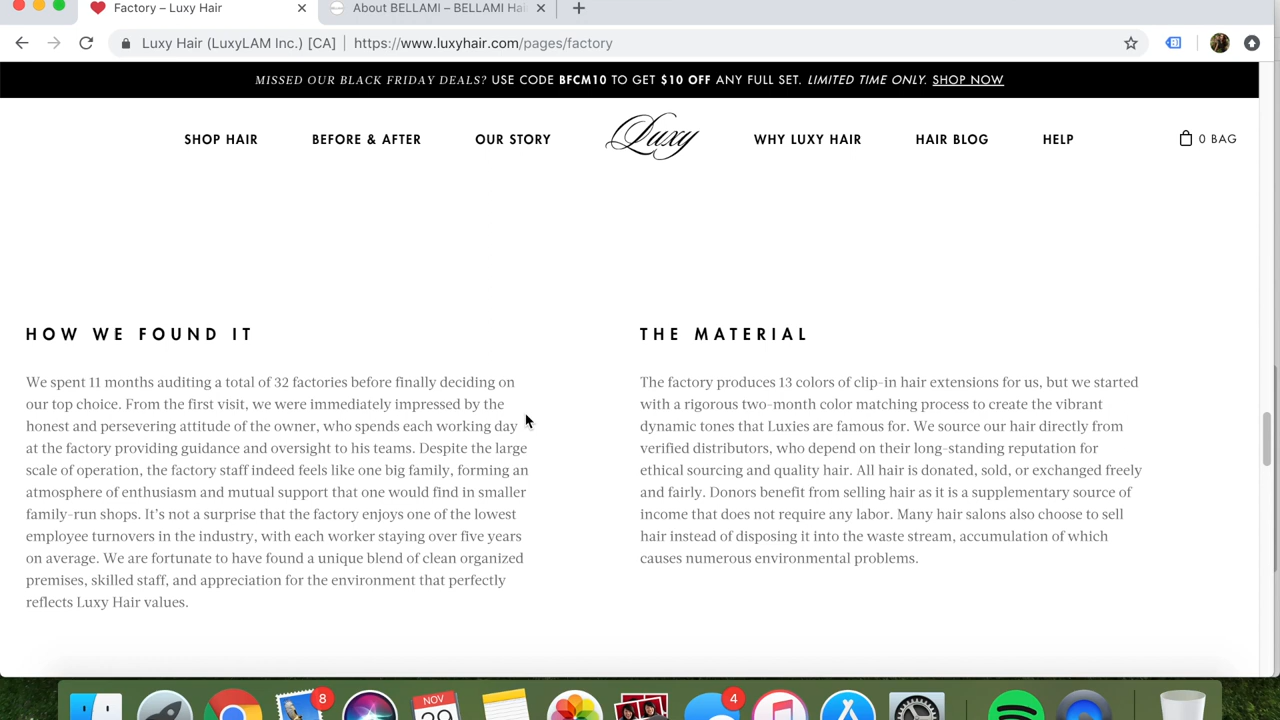 Factory – Luxy Hair
About BELLAMI – BELLAMI Hai
Luxy Hair (LuxyLAM Inc.) [CA] | https://www.luxyhair.com/pages/factory
MISSED OUR BLACK FRIDAY DEALS? USE CODE BFCM10 TO GET $10 OFF ANY FULL SET. LIMITED TIME ONLY. SHOP NOW
SHOP HAIR BEFORE & AFTER OUR STORY Luxy WHY LUXY HAIR HAIR BLOG HELP 0 BAG
HOW WE FOUND IT
We spent 11 months auditing a total of 32 factories before finally deciding on
our top choice. From the first visit, we were immediately impressed by the
honest and persevering attitude of the owner, who spends each working day
at the factory providing guidance and oversight to his teams. Despite the large
scale of operation, the factory staff indeed feels like one big family, forming an
atmosphere of enthusiasm and mutual support that one would find in smaller
family-run shops. It's not a surprise that the factory enjoys one of the lowest
employee turnovers in the industry, with each worker staying over five years
on average. We are fortunate to have found a unique blend of clean organized
premises, skilled staff, and appreciation for the environment that perfectly
reflects Luxy Hair values.
THE MATERIAL
The factory produces 13 colors of clip-in hair extensions for us, but we started
with a rigorous two-month color matching process to create the vibrant
dynamic tones that Luxies are famous for. We source our hair directly from
verified distributors, who depend on their long-standing reputation for
ethical sourcing and quality hair. All hair is donated, sold, or exchanged freely
and fairly. Donors benefit from selling hair as it is a supplementary source of
income that does not require any labor. Many hair salons also choose to sell
hair instead of disposing it into the waste stream, accumulation of which
causes numerous environmental problems.
8
NOV
4